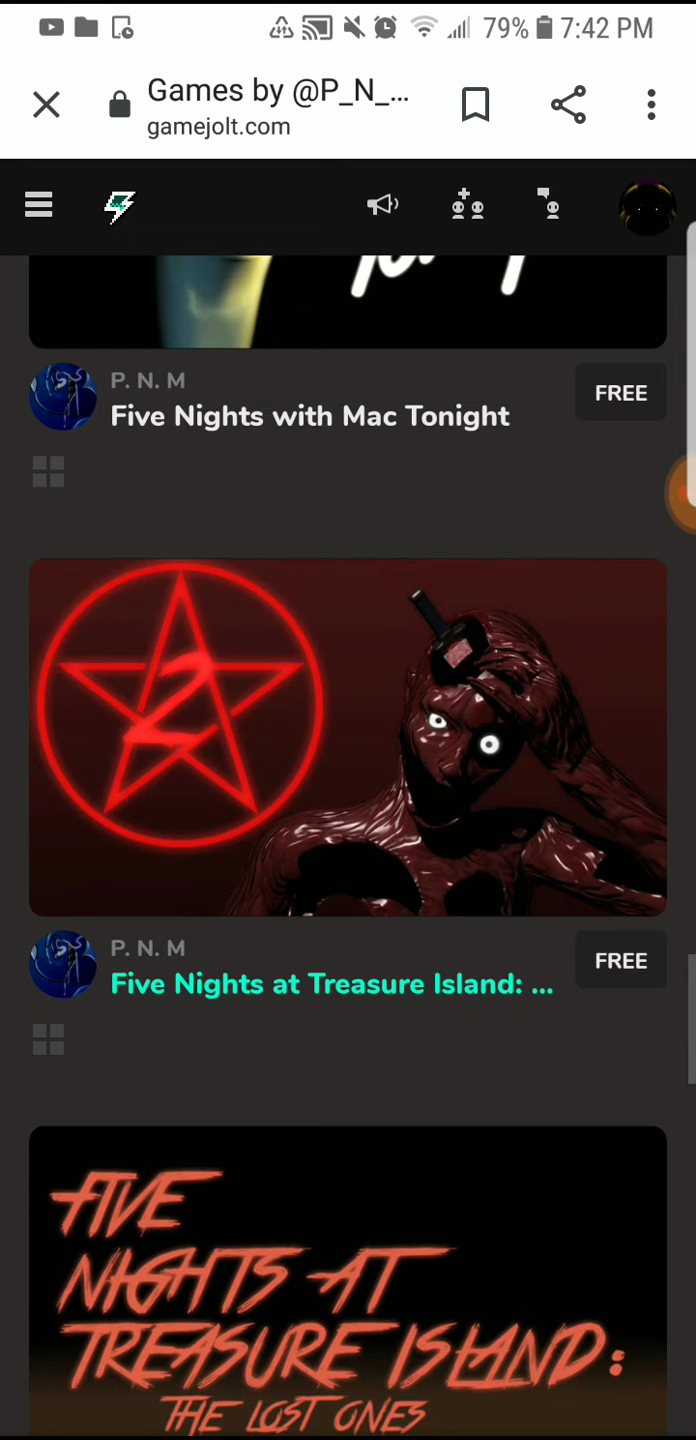 79% 7:42 PM
Games by @P_N_...
gamejolt.com
P. N. M
Five Nights with Mac Tonight
FREE
2
P. N. M
Five Nights at Treasure Island: ...
FREE
FIVE
NIGHTS AT
TREASURE ISLAND:
THE LOST ONES